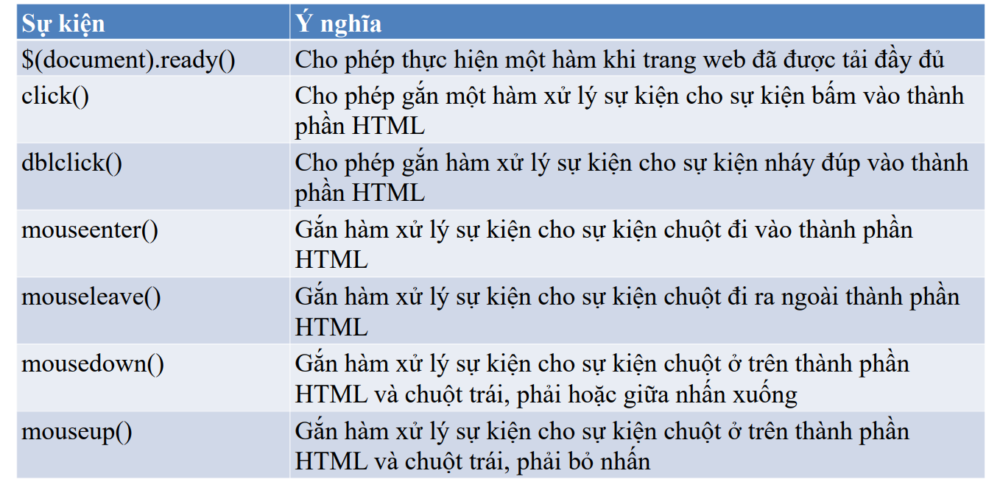 Sự kiện
Ý nghĩa
$(document).ready()
Cho phép thực hiện một hàm khi trang web đã được tải đầy đủ
click()
Cho phép gắn một hàm xử lý sự kiện cho sự kiện bấm vào thành
phần HTML
dblclick()
Cho phép gắn hàm xử lý sự kiện cho sự kiện nháy đúp vào thành
phần HTML
mouseenter()
Gắn hàm xử lý sự kiện cho sự kiện chuột đi vào thành phần
HTML
mouseleave()
Gắn hàm xử lý sự kiện cho sự kiện chuột đi ra ngoài thành phần
HTML
mousedown()
Gắn hàm xử lý sự kiện cho sự kiện chuột ở trên thành phần
HTML và chuột trái, phải hoặc giữa nhấn xuống
mouseup()
Gắn hàm xử lý sự kiện cho sự kiện chuột ở trên thành phần
HTML và chuột trái, phải bỏ nhấn